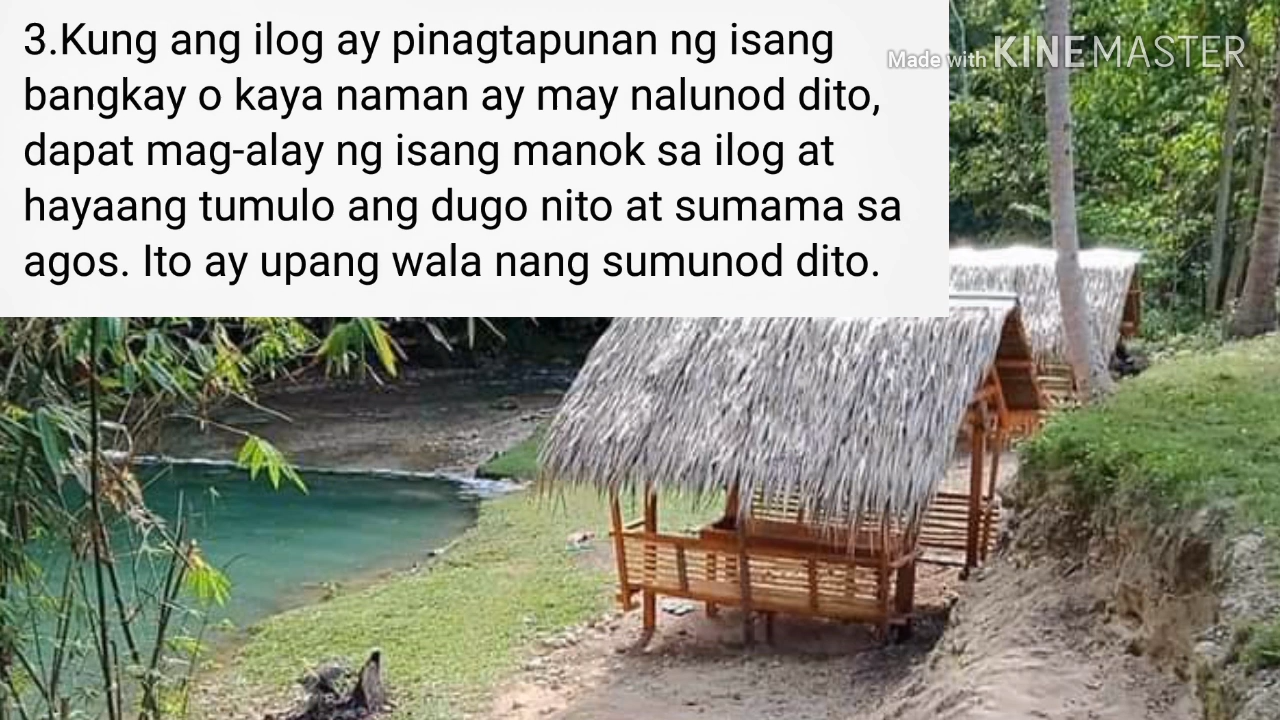 3.Kung ang ilog ay pinagtapunan ng isang
bangkay o kaya naman ay may nalunod dito,
dapat mag-alay ng isang manok sa ilog at
hayaang tumulo ang dugo nito at sumama sa
agos. Ito ay upang wala nang sumunod dito.
Made with KINEMASTER